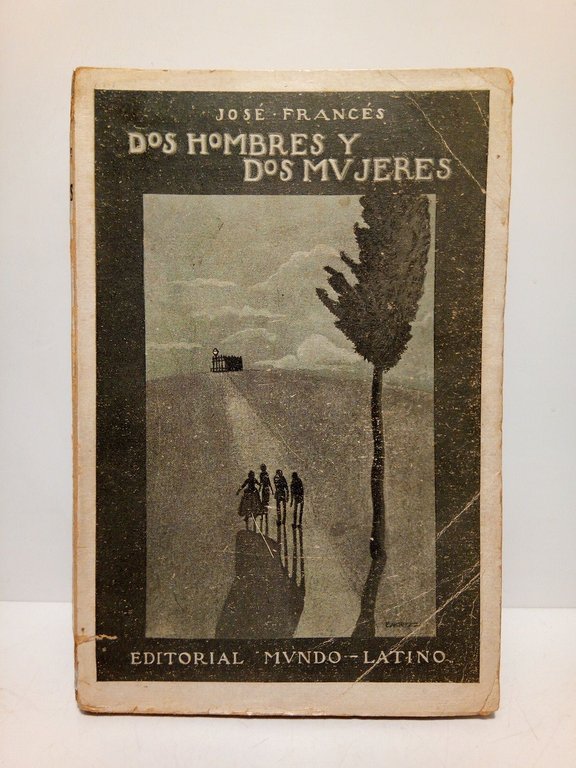 JOSÉ · FRANCÉS
DOS HOMBRES Y
DOS MVJERES
EDITORIAL MVNDO-LATINO